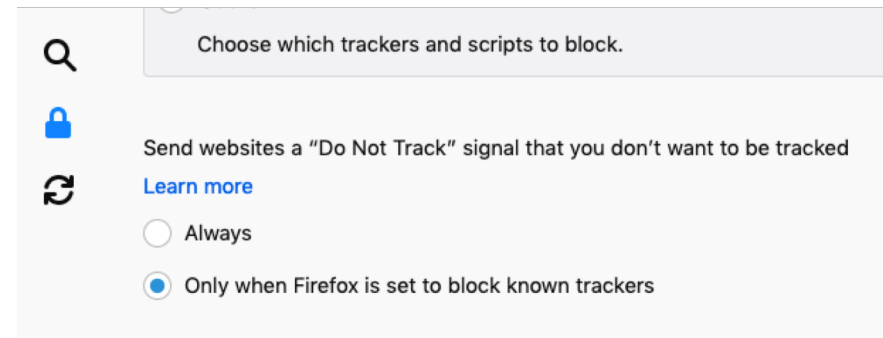 Choose which trackers and scripts to block.
Send websites a “Do Not Track” signal that you don’t want to be tracked
Learn more
Always
Only when Firefox is set to block known trackers